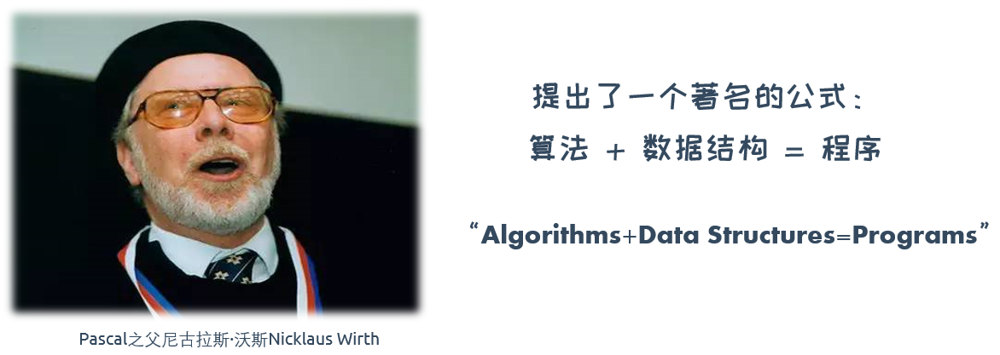 提出了一个著名的公式：
算法 + 数据结构 = 程序
“Algorithms+Data Structures=Programs”
Pascal之父尼古拉斯·沃斯Nicklaus Wirth